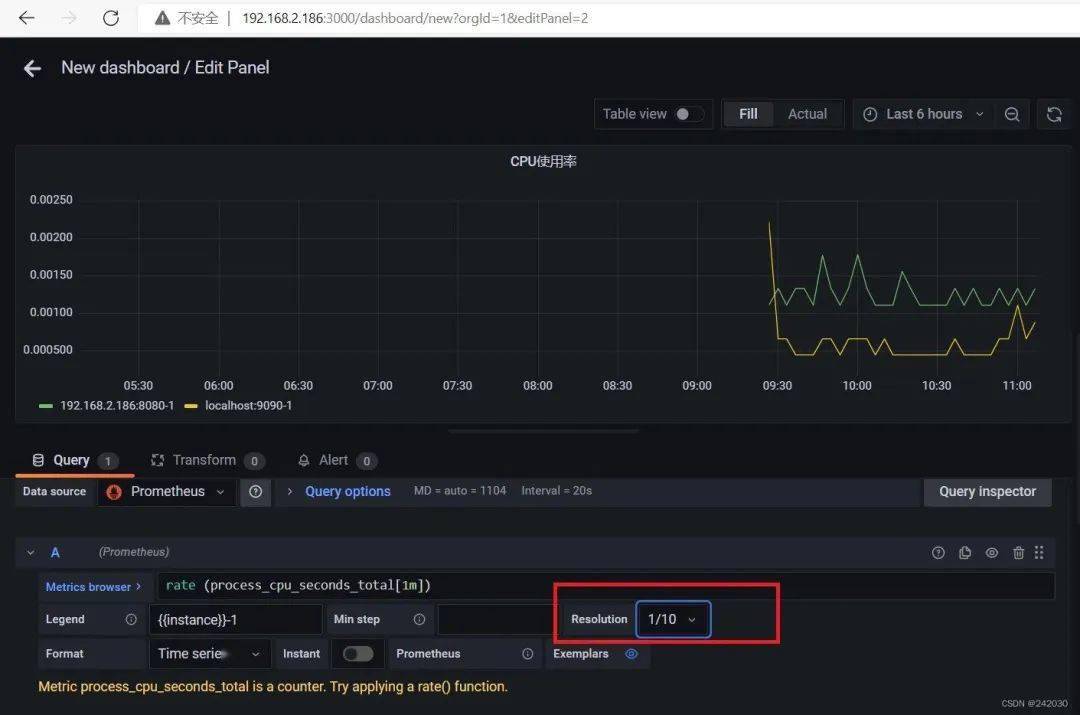 不安全 192.168.2.186:3000/dashboard/new?orgId=1&editPanel=2
New dashboard / Edit Panel
Table view Fill Actual Last 6 hours
CPU使用率
0.00250
0.00200
0.00150
0.00100
0.000500
05:30 06:00 06:30 07:00 07:30 08:00 08:30 09:00 09:30 10:00 10:30 11:00
192.168.2.186:8080-1 localhost:9090-1
Query 1 Transform 0 Alert 0
Data source Prometheus Query options MD = auto = 1104 Interval = 20s Query inspector
A (Prometheus)
Metrics browser rate (process_cpu_seconds_total[1m])
Legend {{instance}}-1 Min step Resolution 1/10
Format Time serie Instant Prometheus Exemplars
Metric process_cpu_seconds_total is a counter. Try applying a rate() function.
CSDN @242030